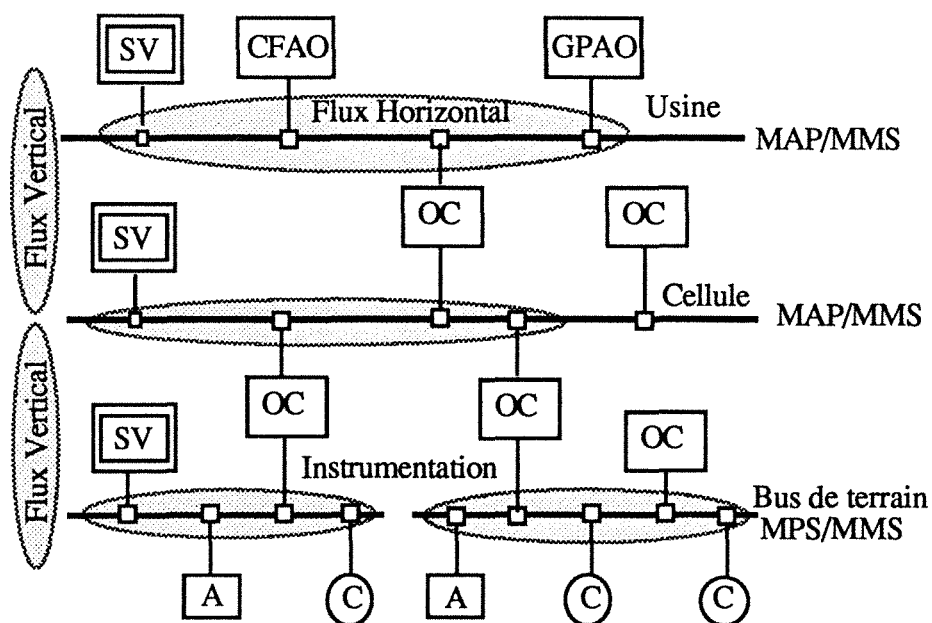 SV
CFAO
GPAO
Flux Horizontal
Usine
MAP/MMS
Flux Vertical
OC
OC
SV
Cellule
MAP/MMS
Flux Vertical
OC
OC
SV
OC
Instrumentation
Bus de terrain
MPS/MMS
A
C
A
C
C